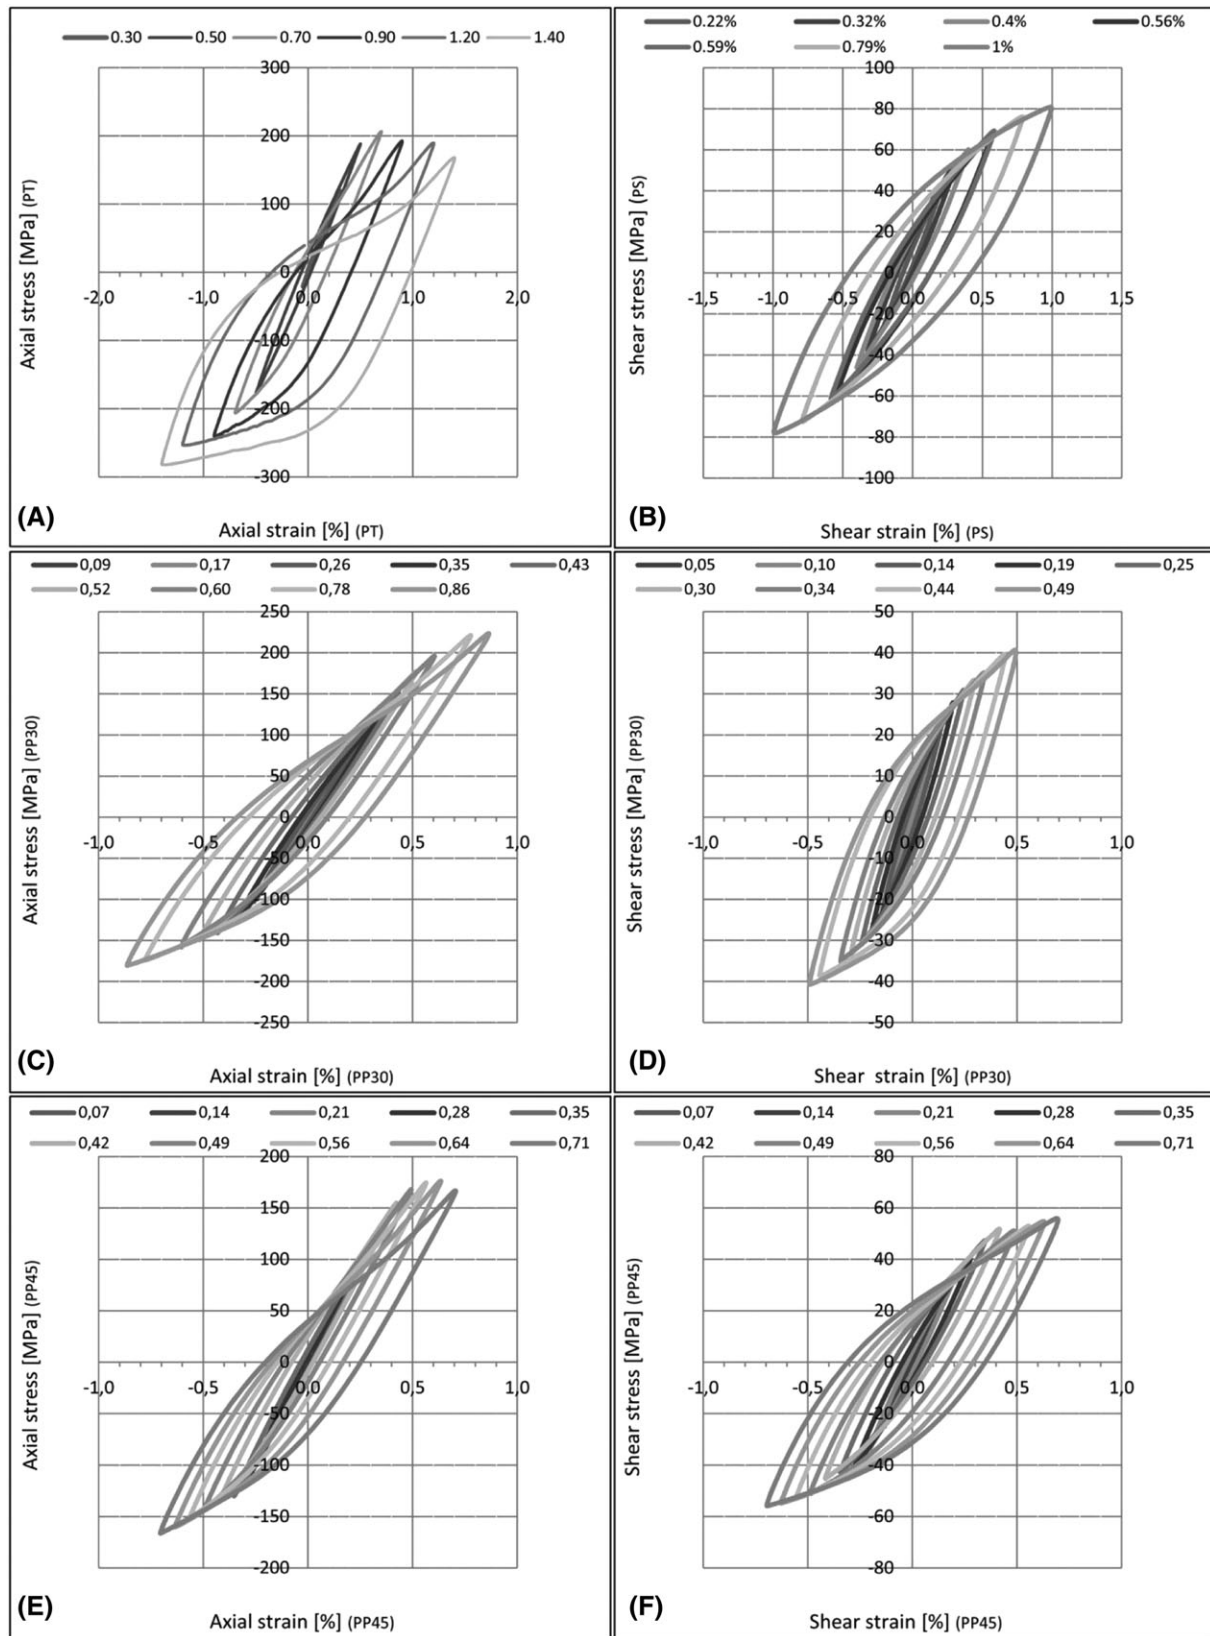 0.30 0.50 0.70 0.90 1.20 1.40
300
200
100
0
-2,0 -1,0 0,0 1,0 2,0
-100
-200
-300
Axial stress [MPa] (PT)
Axial strain [%] (PT)
(A)
0.22% 0.32% 0.4% 0.56%
0.59% 0.79% 1%
100
80
60
40
20
0
-1,5 -1,0 -0,5 0,0 0,5 1,0 1,5
-20
-40
-60
-80
-100
Shear stress [MPa] (PS)
Shear strain [%] (PS)
(B)
0,09 0,17 0,26 0,35 0,43
0,52 0,60 0,78 0,86
250
200
150
100
50
0
-1,0 -0,5 0,0 0,5 1,0
-50
-100
-150
-200
-250
Axial stress [MPa] (PP30)
Axial strain [%] (PP30)
(C)
0,05 0,10 0,14 0,19 0,25
0,30 0,34 0,44 0,49
50
40
30
20
10
0
-1,0 -0,5 0,0 0,5 1,0
-10
-20
-30
-40
-50
Shear stress [MPa] (PP30)
Shear strain [%] (PP30)
(D)
0,07 0,14 0,21 0,28 0,35
0,42 0,49 0,56 0,64 0,71
200
150
100
50
0
-1,0 -0,5 0,0 0,5 1,0
-50
-100
-150
-200
Axial stress [MPa] (PP45)
Axial strain [%] (PP45)
(E)
0,07 0,14 0,21 0,28 0,35
0,42 0,49 0,56 0,64 0,71
80
60
40
20
0
-1,0 -0,5 0,0 0,5 1,0
-20
-40
-60
-80
Shear stress [MPa] (PP45)
Shear strain [%] (PP45)
(F)